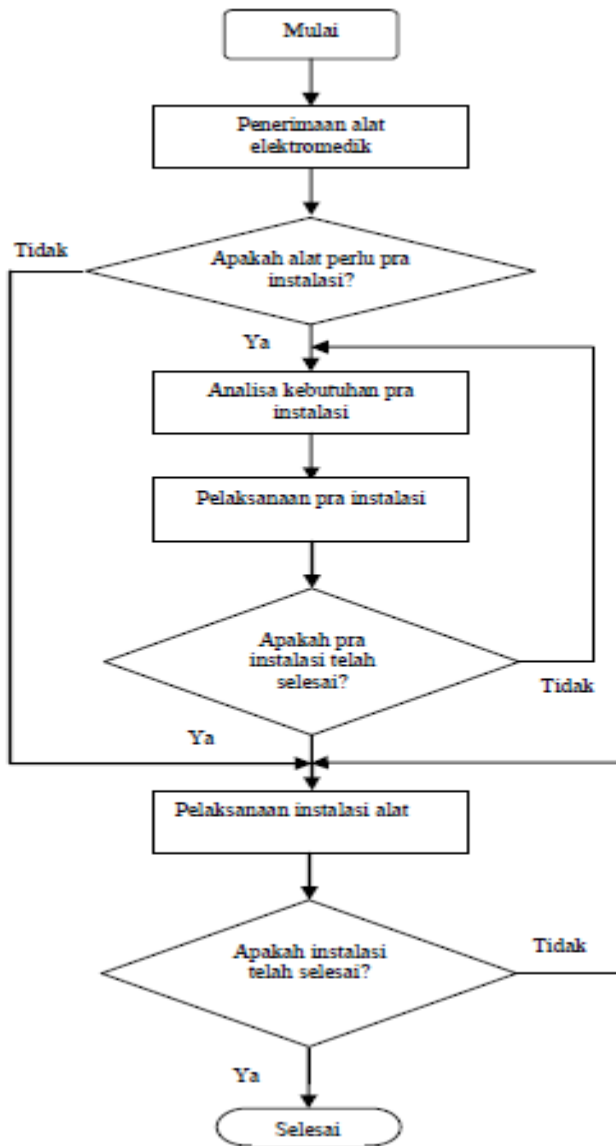 Mulai
Penerimaan alat
elektromedik
Tidak
Apakah alat perlu pra
instalasi?
Ya
Analisa kebutuhan pra
instalasi
Pelaksanaan pra instalasi
Apakah pra
instalasi telah
selesai?
Tidak
Ya
Pelaksanaan instalasi alat
Apakah instalasi
telah selesai?
Tidak
Ya
Selesai